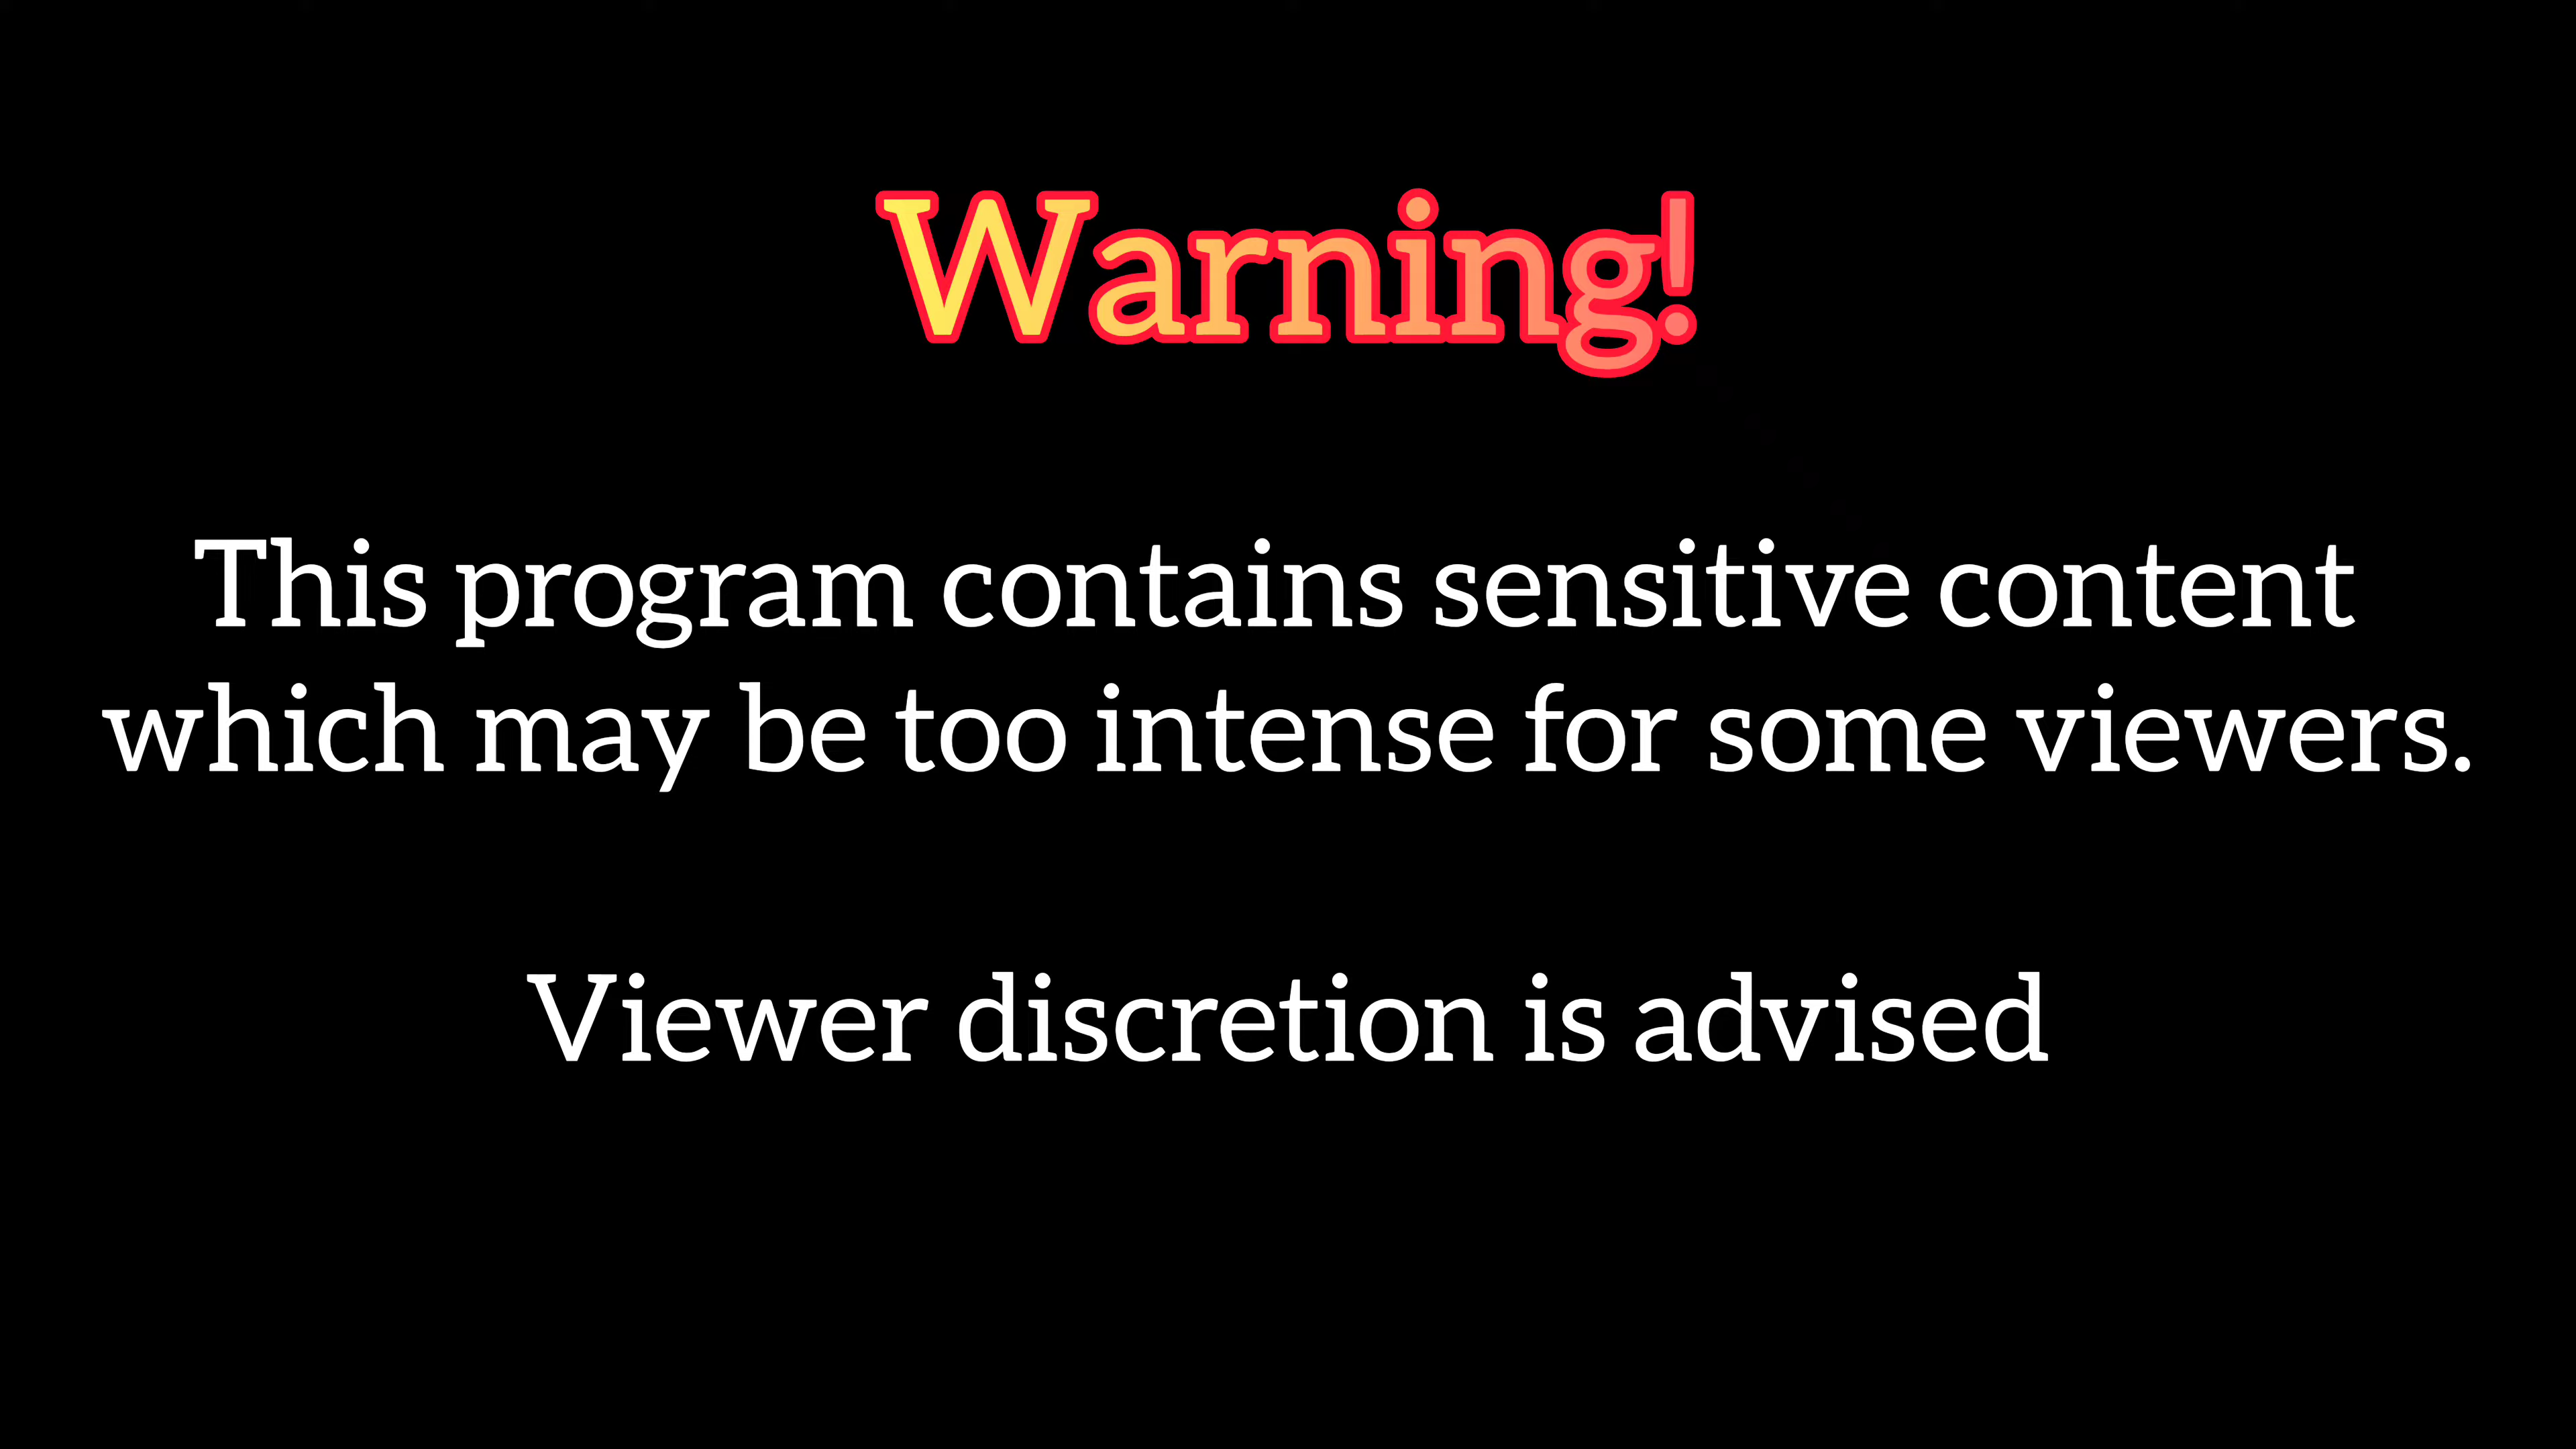 Warning!
This program contains sensitive content
which may be too intense for some viewers.
Viewer discretion is advised